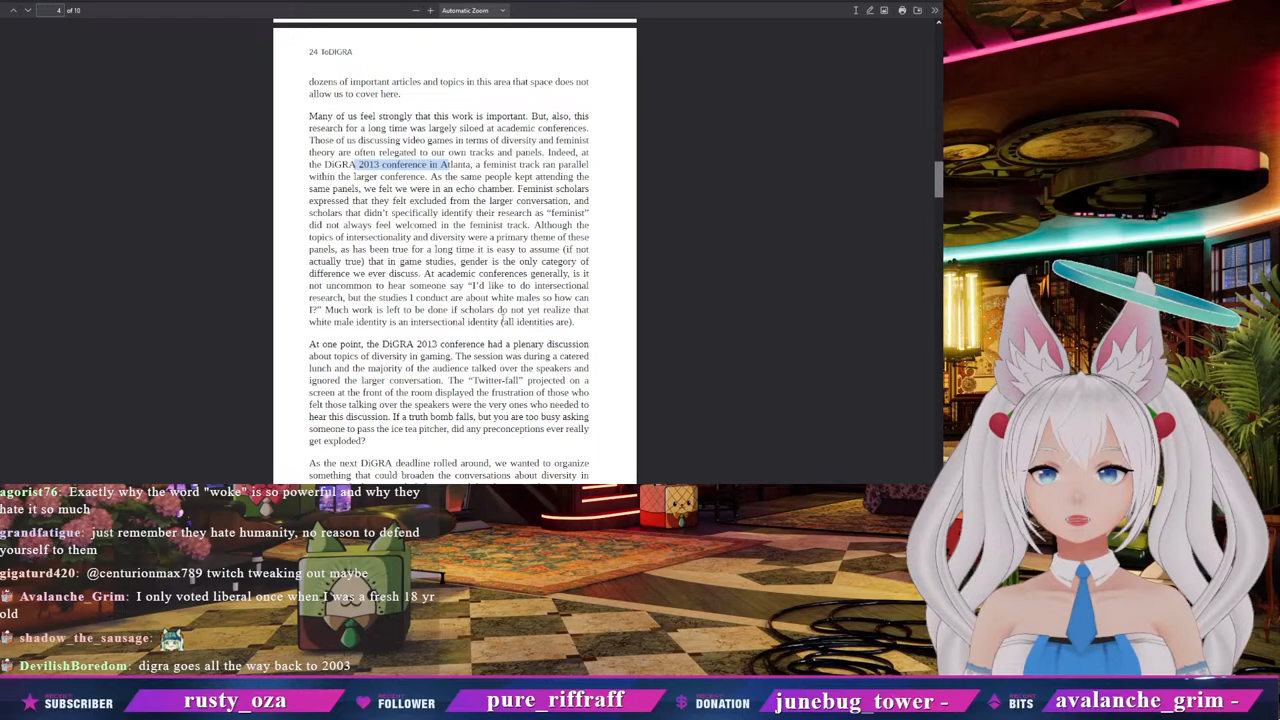 4 of 10
Automatic Zoom
24 ToDIGRA
dozens of important articles and topics in this area that space does not
allow us to cover here.
Many of us feel strongly that this work is important. But, also, this
research for a long time was largely siloed at academic conferences.
Those of us discussing video games in terms of diversity and feminist
theory are often relegated to our own tracks and panels. Indeed, at
the DiGRA 2013 conference in Atlanta, a feminist track ran parallel
within the larger conference. As the same people kept attending the
same panels, we felt we were in an echo chamber. Feminist scholars
expressed that they felt excluded from the larger conversation, and
scholars that didn’t specifically identify their research as “feminist”
did not always feel welcomed in the feminist track. Although the
topics of intersectionality and diversity were a primary theme of these
panels, as has been true for a long time it is easy to assume (if not
actually true) that in game studies, gender is the only category of
difference we ever discuss. At academic conferences generally, is it
not uncommon to hear someone say “I’d like to do intersectional
research, but the studies I conduct are about white males so how can
I?” Much work is left to be done if scholars do not yet realize that
white male identity is an intersectional identity (all identities are).
At one point, the DiGRA 2013 conference had a plenary discussion
about topics of diversity in gaming. The session was during a catered
lunch and the majority of the audience talked over the speakers and
ignored the larger conversation. The “Twitter-fall” projected on a
screen at the front of the room displayed the frustration of those who
felt those talking over the speakers were the very ones who needed to
hear this discussion. If a truth bomb falls, but you are too busy asking
someone to pass the ice tea pitcher, did any preconceptions ever really
get exploded?
As the next DiGRA deadline rolled around, we wanted to organize
something that could broaden the conversations about diversity in
agorist76: Exactly why the word "woke" is so powerful and why they
hate it so much
grandfatigue: just remember they hate humanity, no reason to defend
yourself to them
gigaturd420: @centurionmax789 twitch tweaking out maybe
Avalanche_Grim: I only voted liberal once when I was a fresh 18 yr
old
shadow_the_sausage:
DevilishBoredom: digra goes all the way back to 2003
RECENT SUBSCRIBER rusty_oza RECENT FOLLOWER pure_riffraff RECENT DONATION junebug_tower - RECENT BITS avalanche_grim -